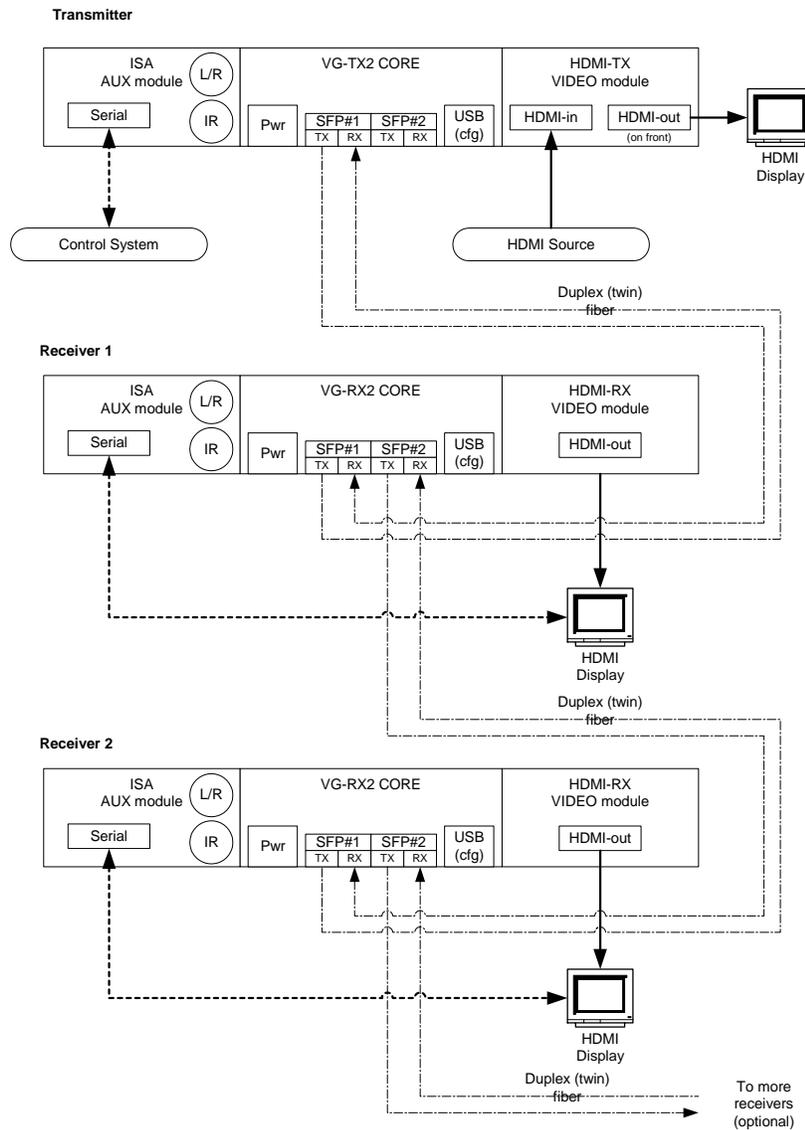 Transmitter
ISA
AUX module
L/R
IR
Serial
VG-TX2 CORE
Pwr
SFP#1
SFP#2
TX
RX
TX
RX
USB
(cfg)
HDMI-TX
VIDEO module
HDMI-in
HDMI-out
(on front)
HDMI
Display
Control System
HDMI Source
Duplex (twin)
fiber
Receiver 1
ISA
AUX module
L/R
IR
Serial
VG-RX2 CORE
Pwr
SFP#1
SFP#2
TX
RX
TX
RX
USB
(cfg)
HDMI-RX
VIDEO module
HDMI-out
HDMI
Display
Duplex (twin)
fiber
Receiver 2
ISA
AUX module
L/R
IR
Serial
VG-RX2 CORE
Pwr
SFP#1
SFP#2
TX
RX
TX
RX
USB
(cfg)
HDMI-RX
VIDEO module
HDMI-out
HDMI
Display
Duplex (twin)
fiber
To more
receivers
(optional)